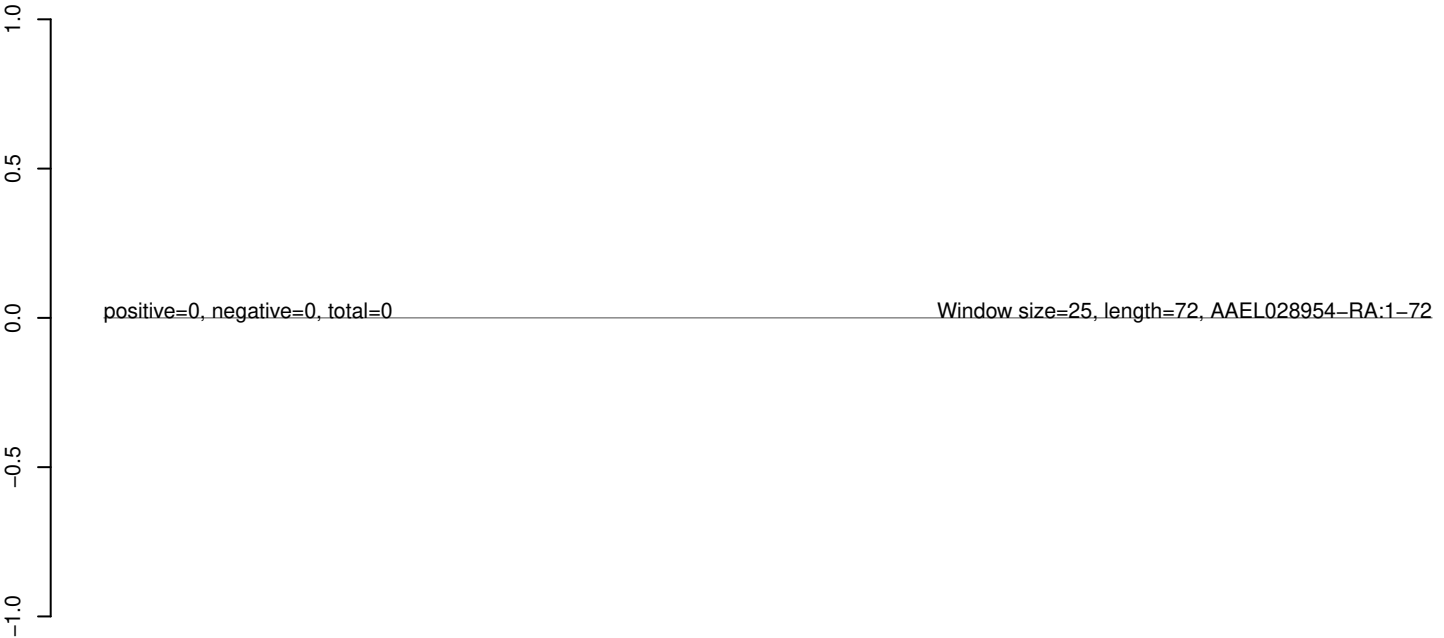 1.0
0.5
0.0
−0.5
−1.0
positive=0, negative=0, total=0
Window size=25, length=72, AAEL028954−RA:1−72